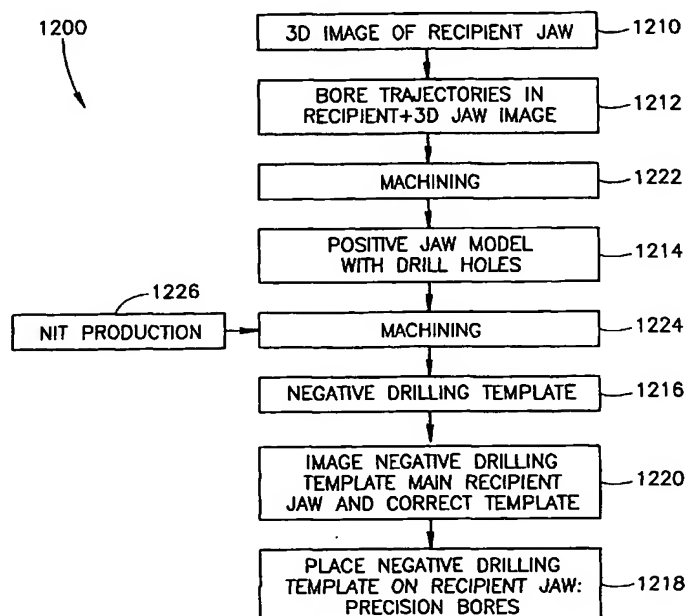 1200
3D IMAGE OF RECIPIENT JAW
1210
BORE TRAJECTORIES IN
RECIPIENT+3D JAW IMAGE
1212
MACHINING
1222
POSITIVE JAW MODEL
WITH DRILL HOLES
1214
1226
NIT PRODUCTION
MACHINING
1224
NEGATIVE DRILLING TEMPLATE
1216
IMAGE NEGATIVE DRILLING
TEMPLATE MAIN RECIPIENT
JAW AND CORRECT TEMPLATE
1220
PLACE NEGATIVE DRILLING
TEMPLATE ON RECIPIENT JAW:
PRECISION BORES
1218